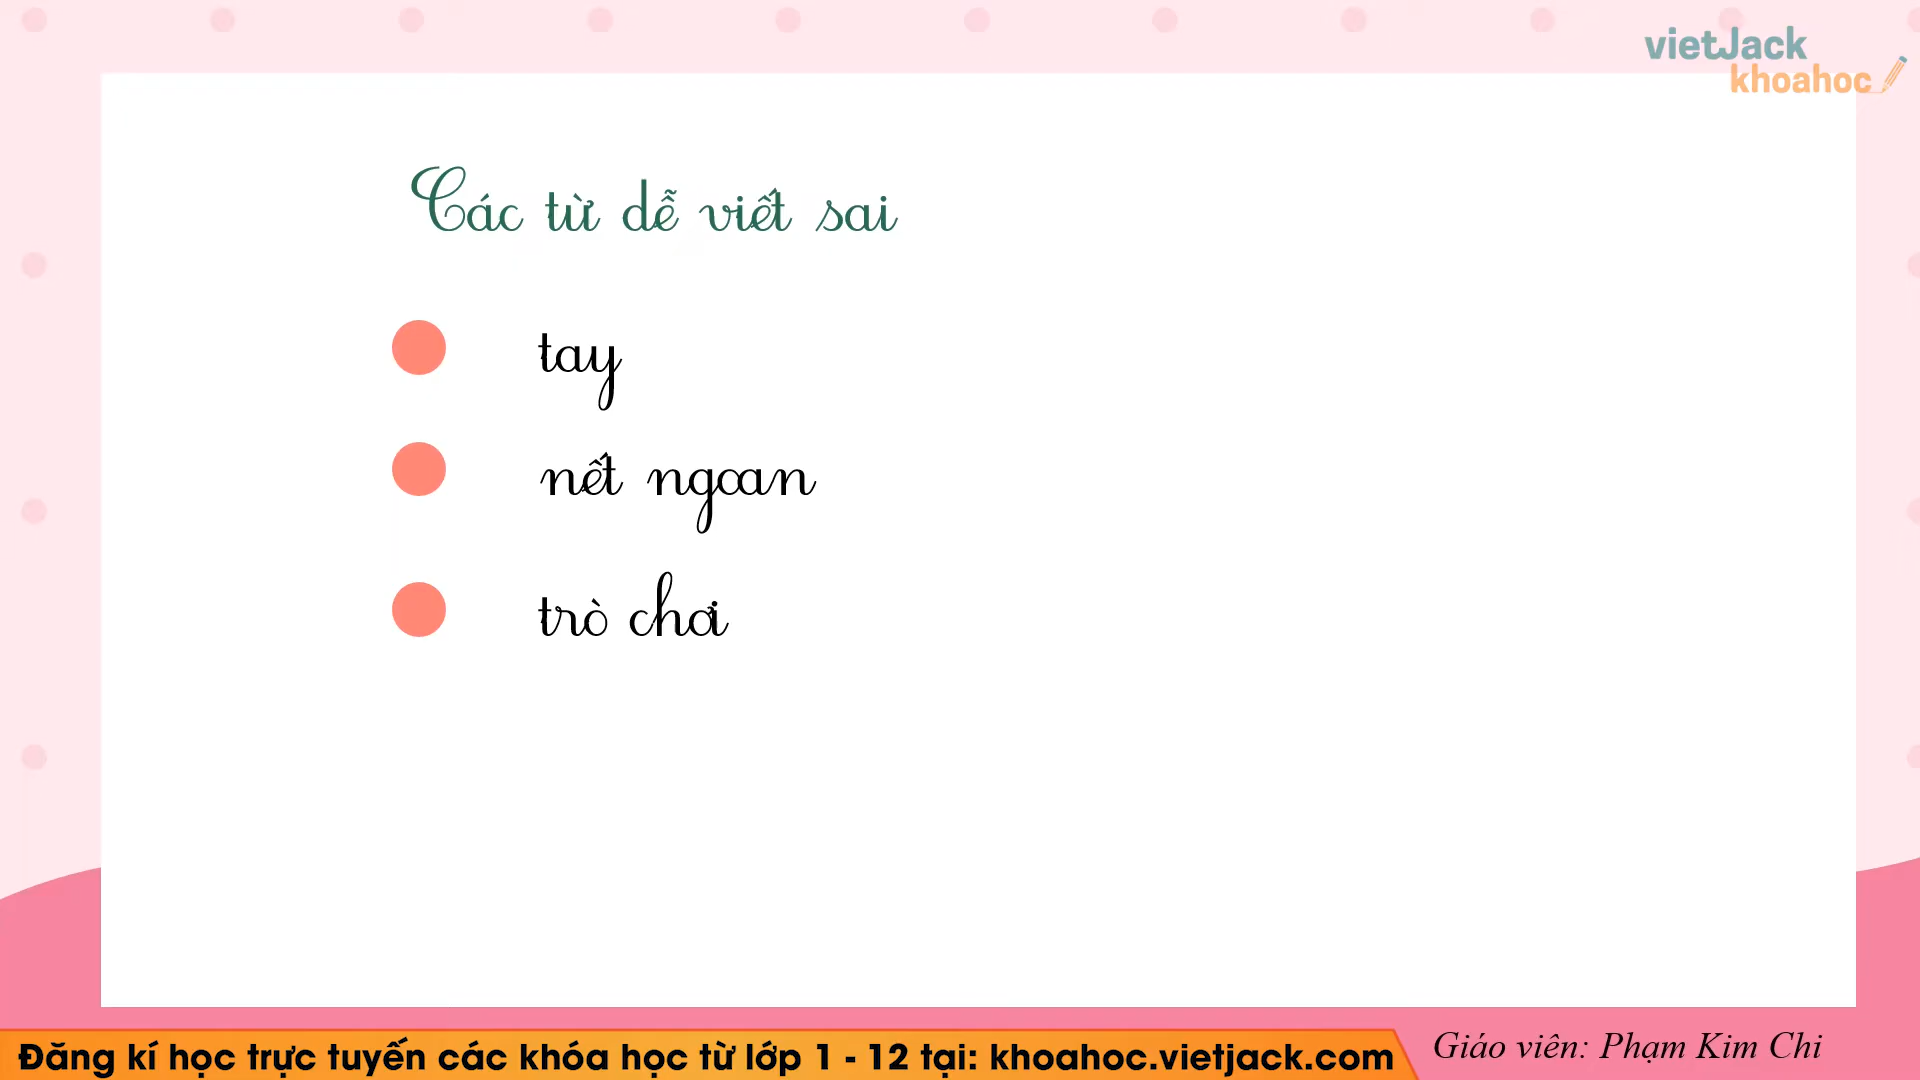 vietJack
khoahoc
Các từ dễ viết sai
tay
nết ngoan
trò chơi
Đăng kí học trực tuyến các khóa học từ lớp 1 - 12 tại: khoahoc.vietjack.com
Giáo viên: Phạm Kim Chi